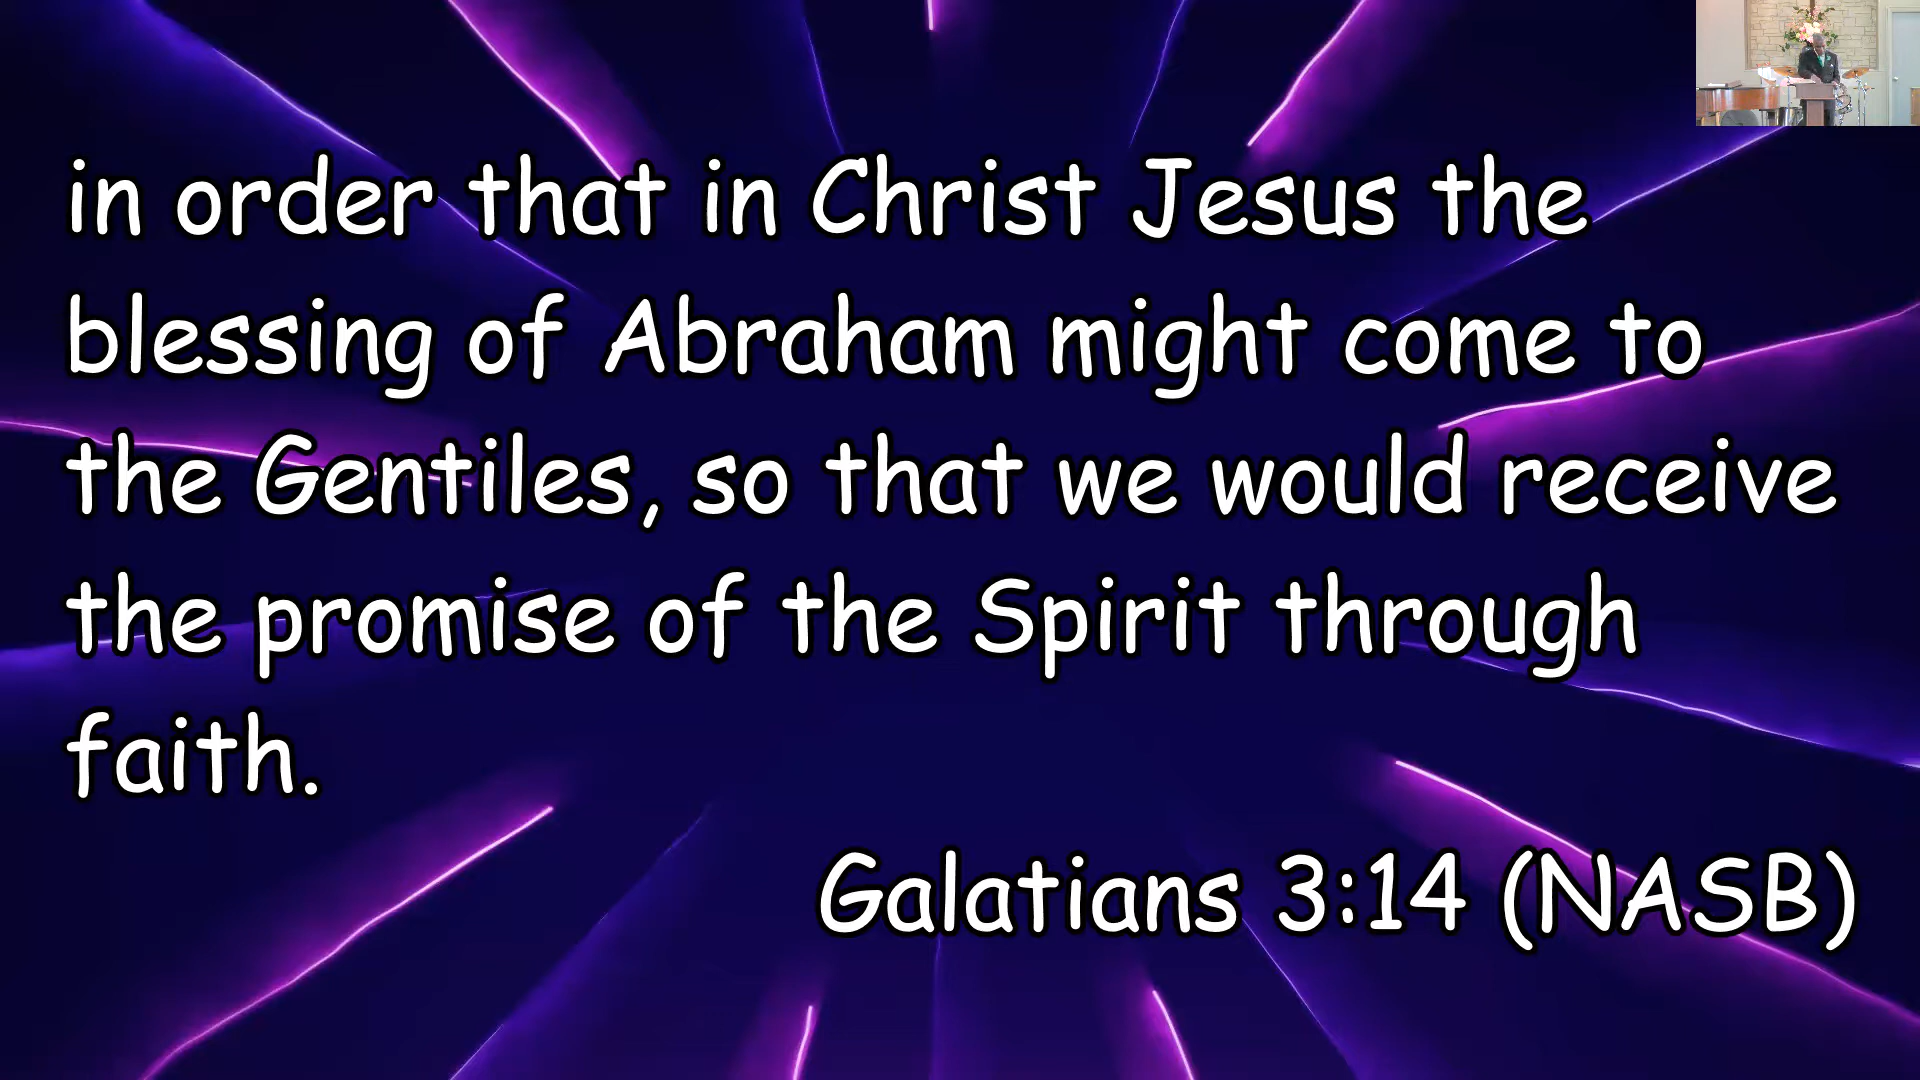 in order that in Christ Jesus the
blessing of Abraham might come to
the Gentiles, so that we would receive
the promise of the Spirit through
faith.
Galatians 3:14 (NASB)